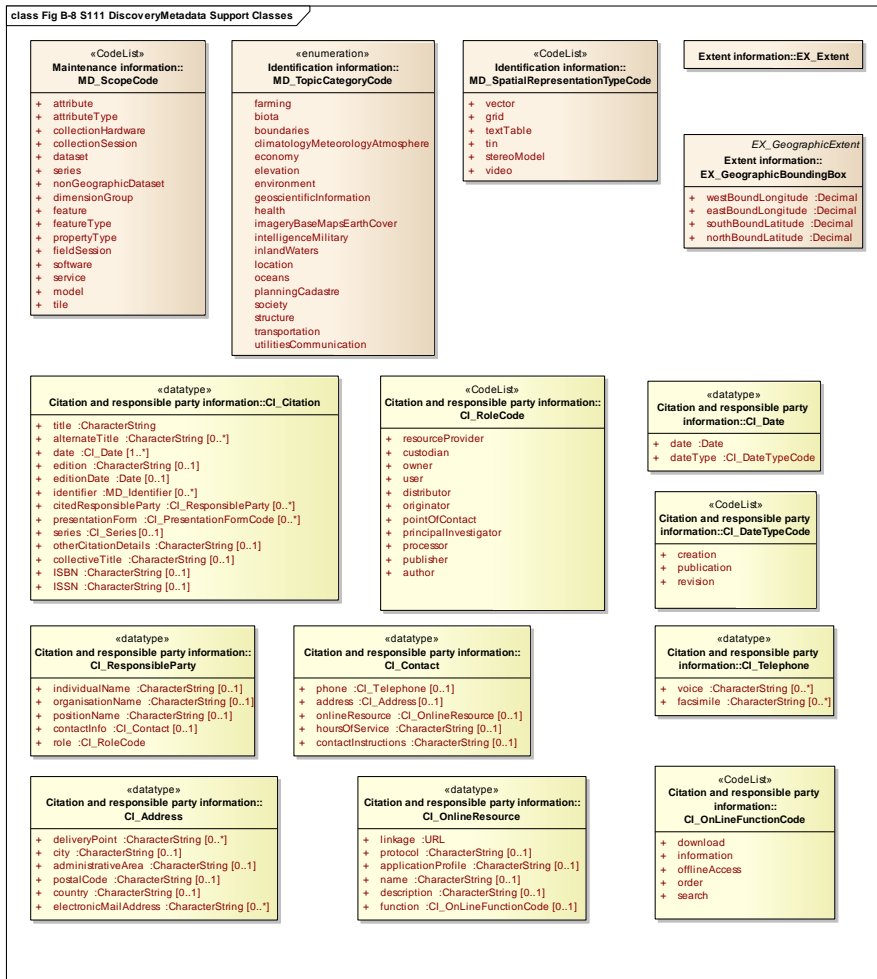 class Fig B-8 S111 DiscoveryMetadata Support Classes
«CodeList»
Maintenance information::
MD_ScopeCode
+ attribute
+ attributeType
+ collectionHardware
+ collectionSession
+ dataset
+ series
+ nonGeographicDataset
+ dimensionGroup
+ feature
+ featureType
+ propertyType
+ fieldSession
+ software
+ service
+ model
+ tile
«enumeration»
Identification information::
MD_TopicCategoryCode
farming
biota
boundaries
climatologyMeteorologyAtmosphere
economy
elevation
environment
geoscientificInformation
health
imageryBaseMapsEarthCover
intelligenceMilitary
inlandWaters
location
oceans
planningCadastre
society
structure
transportation
utilitiesCommunication
«CodeList»
Identification information::
MD_SpatialRepresentationTypeCode
+ vector
+ grid
+ textTable
+ tin
+ stereoModel
+ video
Extent information::EX_Extent
EX_GeographicExtent
Extent information::
EX_GeographicBoundingBox
+ westBoundLongitude :Decimal
+ eastBoundLongitude :Decimal
+ southBoundLatitude :Decimal
+ northBoundLatitude :Decimal
«datatype»
Citation and responsible party information::CI_Citation
+ title :CharacterString
+ alternateTitle :CharacterString [0..*]
+ date :CI_Date [1..*]
+ edition :CharacterString [0..1]
+ editionDate :Date [0..1]
+ identifier :MD_Identifier [0..*]
+ citedResponsibleParty :CI_ResponsibleParty [0..*]
+ presentationForm :CI_PresentationFormCode [0..*]
+ series :CI_Series [0..1]
+ otherCitationDetails :CharacterString [0..1]
+ collectiveTitle :CharacterString [0..1]
+ ISBN :CharacterString [0..1]
+ ISSN :CharacterString [0..1]
«CodeList»
Citation and responsible party information::
CI_RoleCode
+ resourceProvider
+ custodian
+ owner
+ user
+ distributor
+ originator
+ pointOfContact
+ principalInvestigator
+ processor
+ publisher
+ author
«datatype»
Citation and responsible party
information::CI_Date
+ date :Date
+ dateType :CI_DateTypeCode
«CodeList»
Citation and responsible party
information::CI_DateTypeCode
+ creation
+ publication
+ revision
«datatype»
Citation and responsible party information::
CI_ResponsibleParty
+ individualName :CharacterString [0..1]
+ organisationName :CharacterString [0..1]
+ positionName :CharacterString [0..1]
+ contactInfo :CI_Contact [0..1]
+ role :CI_RoleCode
«datatype»
Citation and responsible party information::
CI_Contact
+ phone :CI_Telephone [0..1]
+ address :CI_Address [0..1]
+ onlineResource :CI_OnlineResource [0..1]
+ hoursOfService :CharacterString [0..1]
+ contactInstructions :CharacterString [0..1]
«datatype»
Citation and responsible party
information::CI_Telephone
+ voice :CharacterString [0..*]
+ facsimile :CharacterString [0..*]
«datatype»
Citation and responsible party information::
CI_Address
+ deliveryPoint :CharacterString [0..*]
+ city :CharacterString [0..1]
+ administrativeArea :CharacterString [0..1]
+ postalCode :CharacterString [0..1]
+ country :CharacterString [0..1]
+ electronicMailAddress :CharacterString [0..*]
«datatype»
Citation and responsible party information::
CI_OnlineResource
+ linkage :URL
+ protocol :CharacterString [0..1]
+ applicationProfile :CharacterString [0..1]
+ name :CharacterString [0..1]
+ description :CharacterString [0..1]
+ function :CI_OnLineFunctionCode [0..1]
«CodeList»
Citation and responsible party
information::
CI_OnLineFunctionCode
+ download
+ information
+ offlineAccess
+ order
+ search